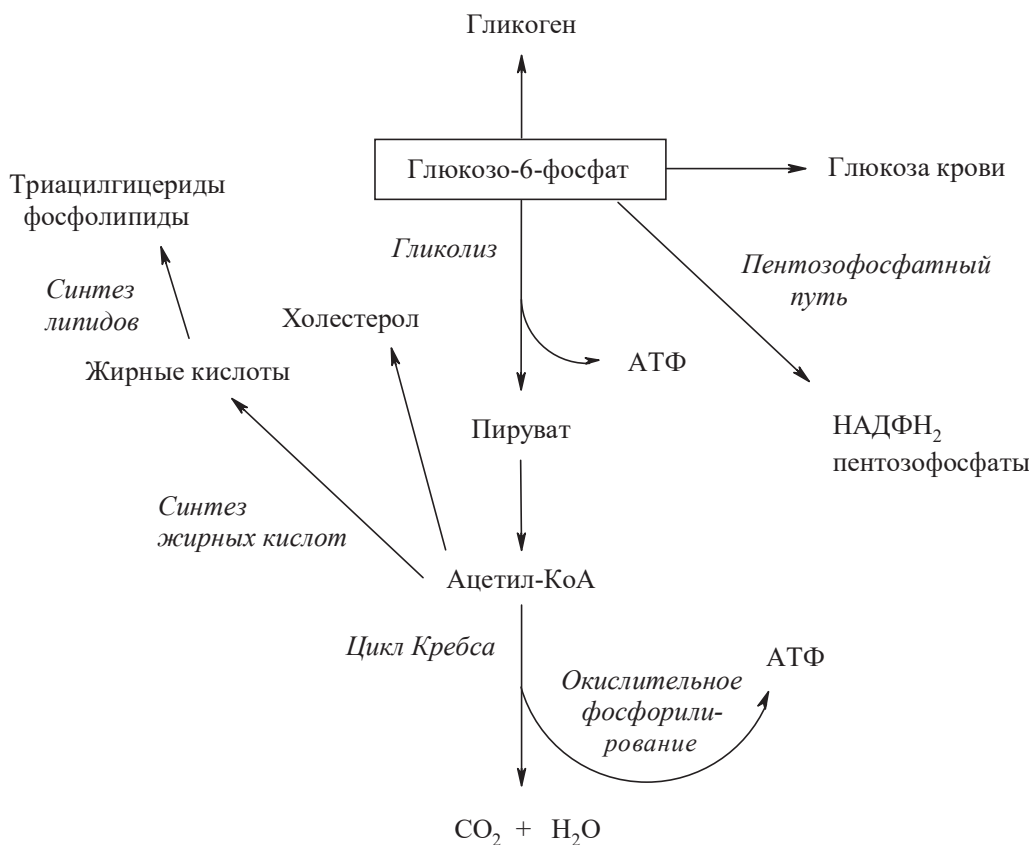 Гликоген
Глюкозо-6-фосфат
Глюкоза крови
Триацилгицериды
фосфолипиды
Гликолиз
Пентозофосфатный
путь
Синтез
липидов
Холестерол
АТФ
Жирные кислоты
Пируват
НАДФН₂
пентозофосфаты
Синтез
жирных кислот
Ацетил-КоА
Цикл Кребса
АТФ
Окислительное
фосфорили-
рование
CO₂ + H₂O